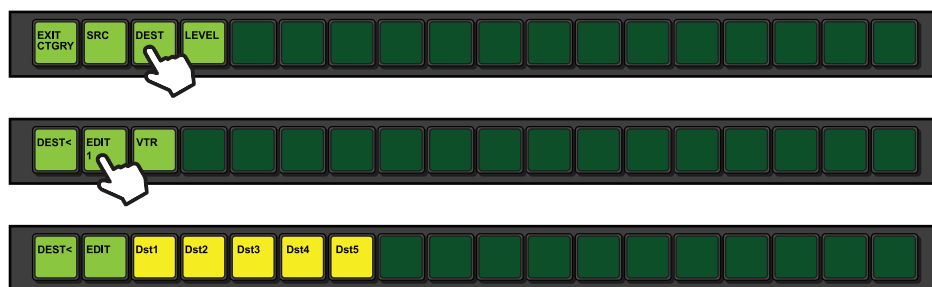 EXIT CTGRY SRC DEST LEVEL
DEST< EDIT 1 VTR
DEST< EDIT Dst1 Dst2 Dst3 Dst4 Dst5